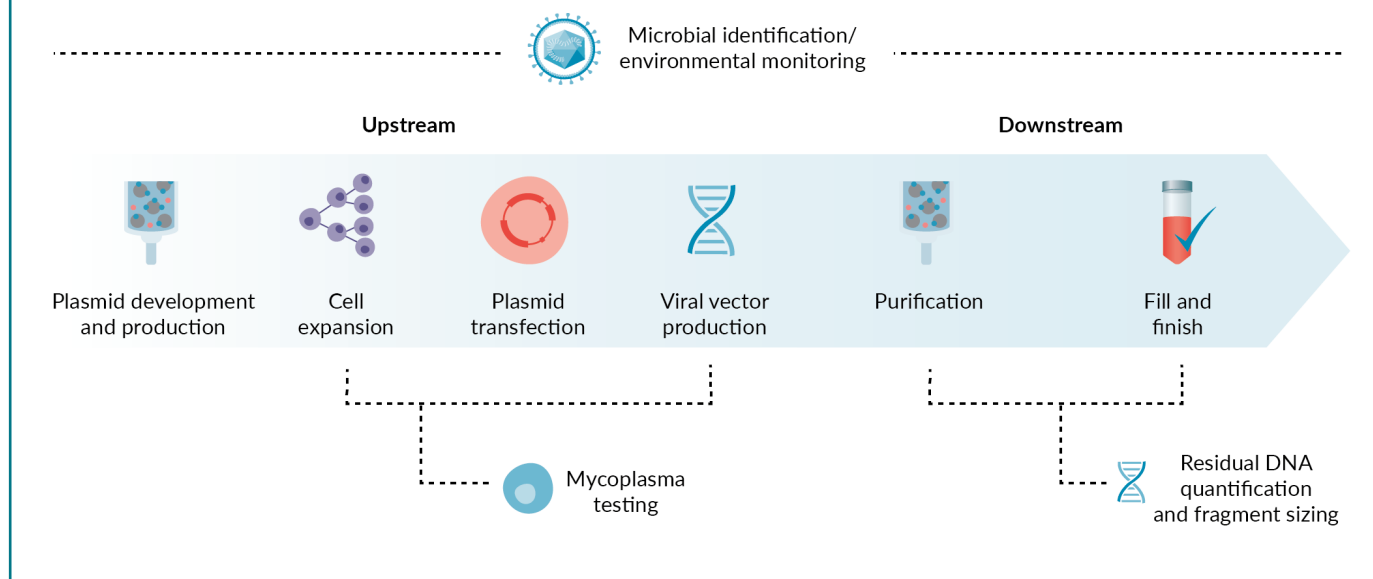 Microbial identification/
environmental monitoring
Upstream
Downstream
Plasmid development
and production
Cell
expansion
Plasmid
transfection
Viral vector
production
Purification
Fill and
finish
Mycoplasma
testing
Residual DNA
quantification
and fragment sizing